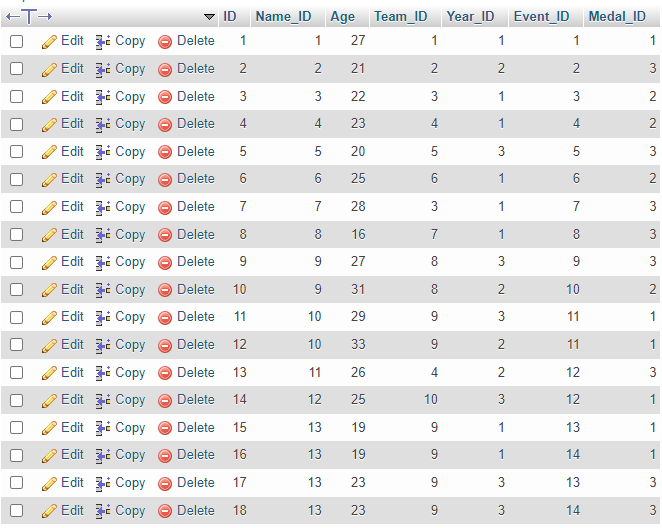 ID Name_ID Age Team_ID Year_ID Event_ID Medal_ID
Edit Copy Delete 1 1 27 1 1 1 1
Edit Copy Delete 2 2 21 2 2 2 3
Edit Copy Delete 3 3 22 3 1 3 2
Edit Copy Delete 4 4 23 4 1 4 2
Edit Copy Delete 5 5 20 5 3 5 3
Edit Copy Delete 6 6 25 6 1 6 2
Edit Copy Delete 7 7 28 3 1 7 3
Edit Copy Delete 8 8 16 7 1 8 3
Edit Copy Delete 9 9 27 8 3 9 3
Edit Copy Delete 10 9 31 8 2 10 2
Edit Copy Delete 11 10 29 9 3 11 1
Edit Copy Delete 12 10 33 9 2 11 1
Edit Copy Delete 13 11 26 4 2 12 3
Edit Copy Delete 14 12 25 10 3 12 1
Edit Copy Delete 15 13 19 9 1 13 1
Edit Copy Delete 16 13 19 9 1 14 1
Edit Copy Delete 17 13 23 9 3 13 3
Edit Copy Delete 18 13 23 9 3 14 3